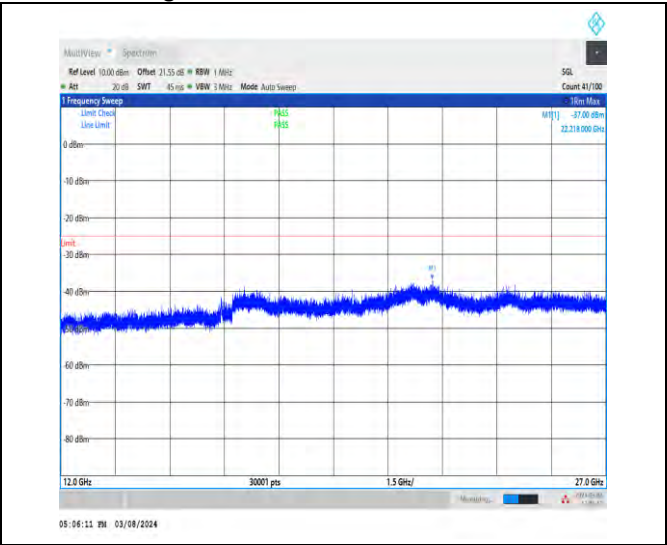 MultiView Spectrum
Ref Level 10.00 dBm Offset 21.55 dB RBW 1 MHz SGL
Att 20 dB SWT 45 ms VBW 3 MHz Mode Auto Sweep Count 41/100
1 Frequency Sweep 1Rm Max
Limit Check PASS M1[1] -37.00 dBm
Line Limit PASS 22.219 000 GHz
0 dBm
-10 dBm
-20 dBm
Limit
-30 dBm
M1
-40 dBm
-60 dBm
-70 dBm
-80 dBm
12.0 GHz 30001 pts 1.5 GHz/ 27.0 GHz
Measuring...
05:06:11 PM 03/08/2024